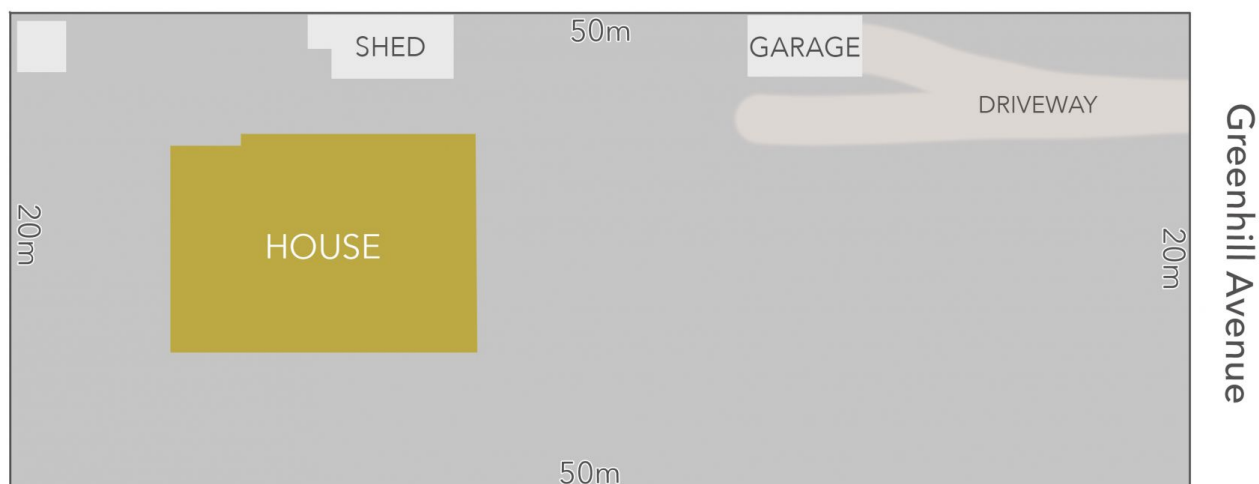 50m
SHED
GARAGE
DRIVEWAY
20m
HOUSE
20m
Greenhill Avenue
50m